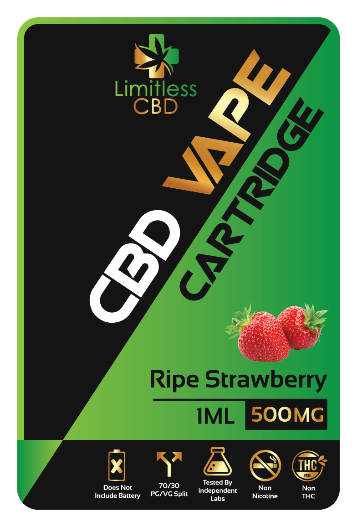 Limitless
CBD
CBD VAPE
CARTRIDGE
Ripe Strawberry
1ML 500MG
Does Not
Include Battery
70/30
PG/VG Split
Tested By
Independent
Labs
Non
Nicotine
THC
Non
THC